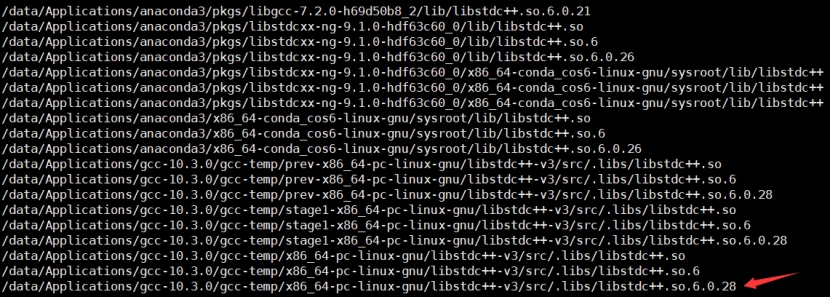 /data/Applications/anaconda3/pkgs/libgcc-7.2.0-h69d50b8_2/lib/libstdc++.so.6.0.21
/data/Applications/anaconda3/pkgs/libstdcxx-ng-9.1.0-hdf63c60_0/lib/libstdc++.so
/data/Applications/anaconda3/pkgs/libstdcxx-ng-9.1.0-hdf63c60_0/lib/libstdc++.so.6
/data/Applications/anaconda3/pkgs/libstdcxx-ng-9.1.0-hdf63c60_0/lib/libstdc++.so.6.0.26
/data/Applications/anaconda3/pkgs/libstdcxx-ng-9.1.0-hdf63c60_0/x86_64-conda_cos6-linux-gnu/sysroot/lib/libstdc++
/data/Applications/anaconda3/pkgs/libstdcxx-ng-9.1.0-hdf63c60_0/x86_64-conda_cos6-linux-gnu/sysroot/lib/libstdc++
/data/Applications/anaconda3/pkgs/libstdcxx-ng-9.1.0-hdf63c60_0/x86_64-conda_cos6-linux-gnu/sysroot/lib/libstdc++
/data/Applications/anaconda3/x86_64-conda_cos6-linux-gnu/sysroot/lib/libstdc++.so
/data/Applications/anaconda3/x86_64-conda_cos6-linux-gnu/sysroot/lib/libstdc++.so.6
/data/Applications/anaconda3/x86_64-conda_cos6-linux-gnu/sysroot/lib/libstdc++.so.6.0.26
/data/Applications/gcc-10.3.0/gcc-temp/prev-x86_64-pc-linux-gnu/libstdc++-v3/src/.libs/libstdc++.so
/data/Applications/gcc-10.3.0/gcc-temp/prev-x86_64-pc-linux-gnu/libstdc++-v3/src/.libs/libstdc++.so.6
/data/Applications/gcc-10.3.0/gcc-temp/prev-x86_64-pc-linux-gnu/libstdc++-v3/src/.libs/libstdc++.so.6.0.28
/data/Applications/gcc-10.3.0/gcc-temp/stage1-x86_64-pc-linux-gnu/libstdc++-v3/src/.libs/libstdc++.so
/data/Applications/gcc-10.3.0/gcc-temp/stage1-x86_64-pc-linux-gnu/libstdc++-v3/src/.libs/libstdc++.so.6
/data/Applications/gcc-10.3.0/gcc-temp/stage1-x86_64-pc-linux-gnu/libstdc++-v3/src/.libs/libstdc++.so.6.0.28
/data/Applications/gcc-10.3.0/gcc-temp/x86_64-pc-linux-gnu/libstdc++-v3/src/.libs/libstdc++.so
/data/Applications/gcc-10.3.0/gcc-temp/x86_64-pc-linux-gnu/libstdc++-v3/src/.libs/libstdc++.so.6
/data/Applications/gcc-10.3.0/gcc-temp/x86_64-pc-linux-gnu/libstdc++-v3/src/.libs/libstdc++.so.6.0.28